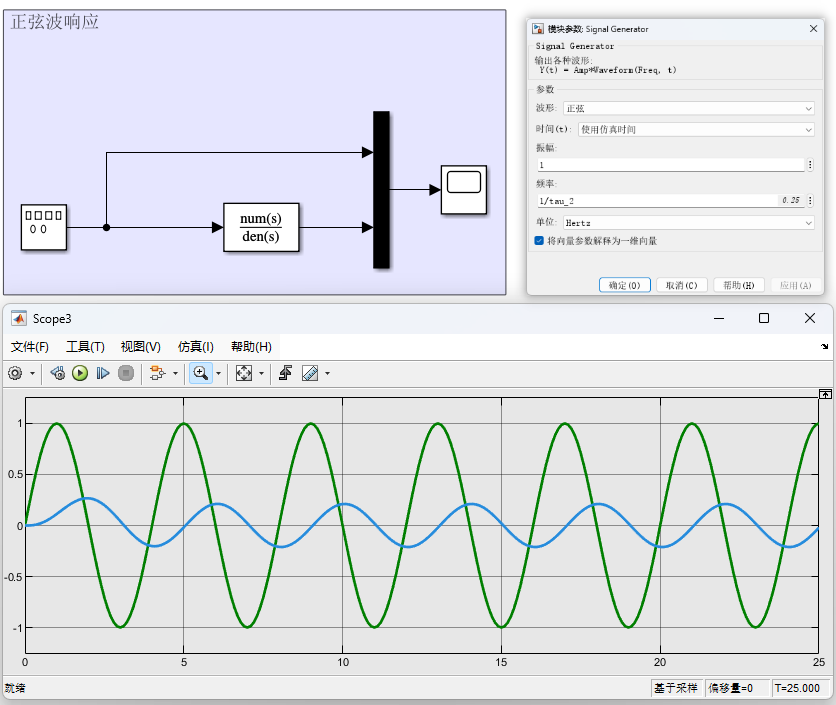 正弦波响应
num(s)
den(s)
模块参数: Signal Generator
Signal Generator
输出各种波形:
Y(t) = Amp*Waveform(Freq, t)
参数
波形: 正弦
时间(t): 使用仿真时间
振幅:
1
频率:
1/tau_2 0.25
单位: Hertz
将向量参数解释为一维向量
确定(O) 取消(C) 帮助(H) 应用(A)
Scope3
文件(F) 工具(T) 视图(V) 仿真(I) 帮助(H)
1
0.5
0
-0.5
-1
0 5 10 15 20 25
就绪 基于采样 偏移量=0 T=25.000